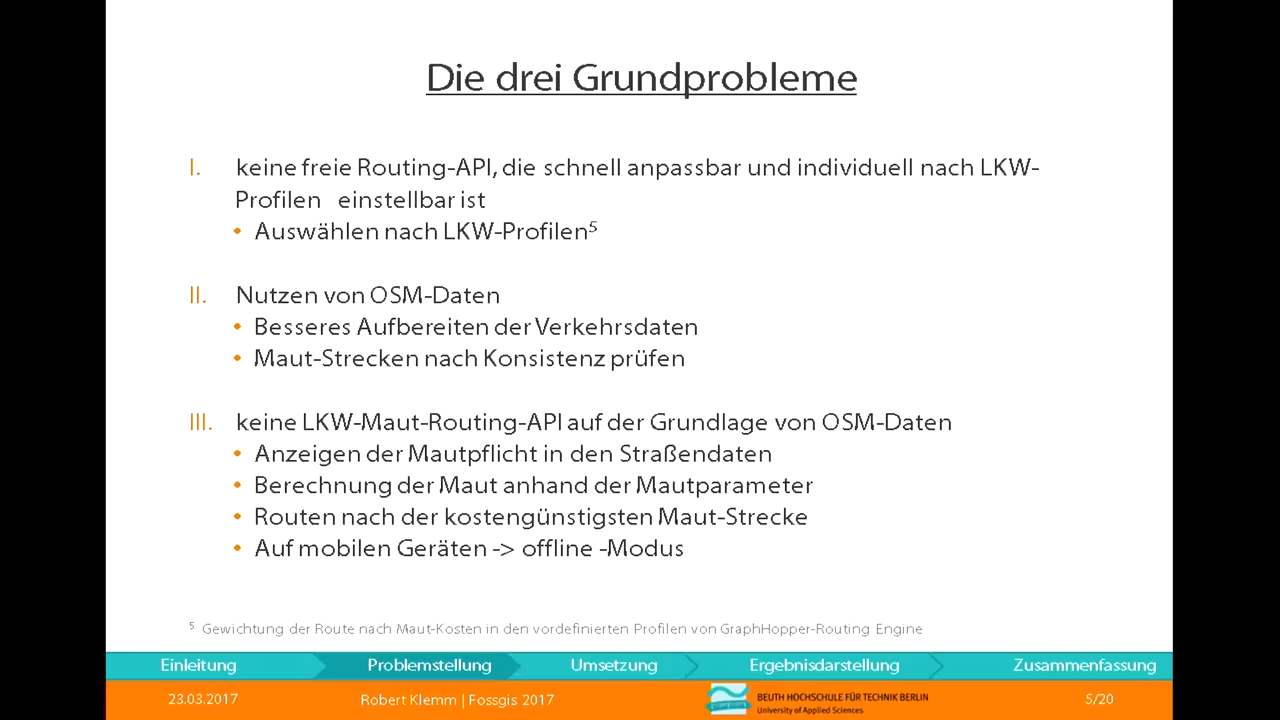 Die drei Grundprobleme
I. keine freie Routing-API, die schnell anpassbar und individuell nach LKW-
Profilen einstellbar ist
• Auswählen nach LKW-Profilen⁵
II. Nutzen von OSM-Daten
• Besseres Aufbereiten der Verkehrsdaten
• Maut-Strecken nach Konsistenz prüfen
III. keine LKW-Maut-Routing-API auf der Grundlage von OSM-Daten
• Anzeigen der Mautpflicht in den Straßendaten
• Berechnung der Maut anhand der Mautparameter
• Routen nach der kostengünstigsten Maut-Strecke
• Auf mobilen Geräten -> offline -Modus
⁵ Gewichtung der Route nach Maut-Kosten in den vordefinierten Profilen von GraphHopper-Routing Engine
Einleitung Problemstellung Umsetzung Ergebnisdarstellung Zusammenfassung
23.03.2017 Robert Klemm | Fossgis 2017 BEUTH HOCHSCHULE FÜR TECHNIK BERLIN 5/20
University of Applied Sciences